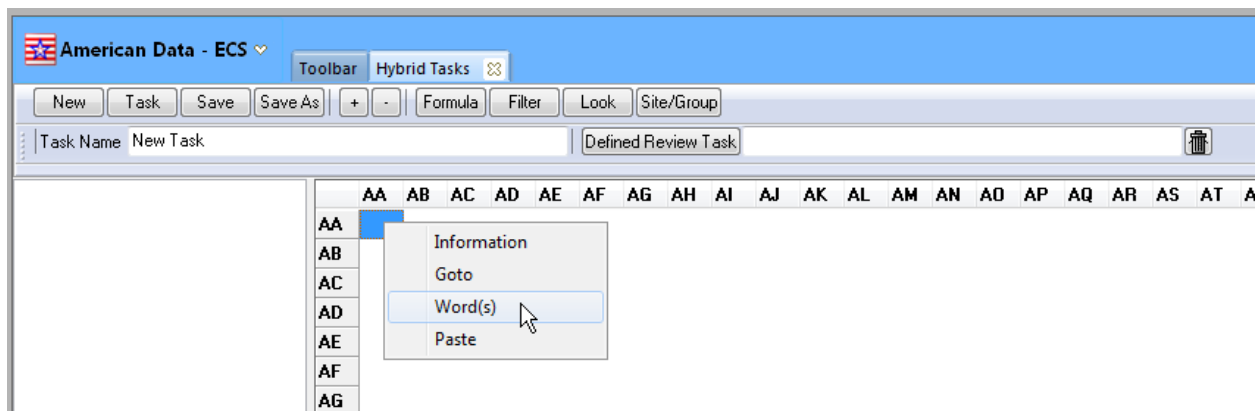 American Data - ECS
Toolbar Hybrid Tasks
New Task Save Save As + - Formula Filter Look Site/Group
Task Name New Task Defined Review Task
AA AB AC AD AE AF AG AH AI AJ AK AL AM AN AO AP AQ AR AS AT A
AA
Information
AB
Goto
AC
Word(s)
AD
Paste
AE
AF
AG